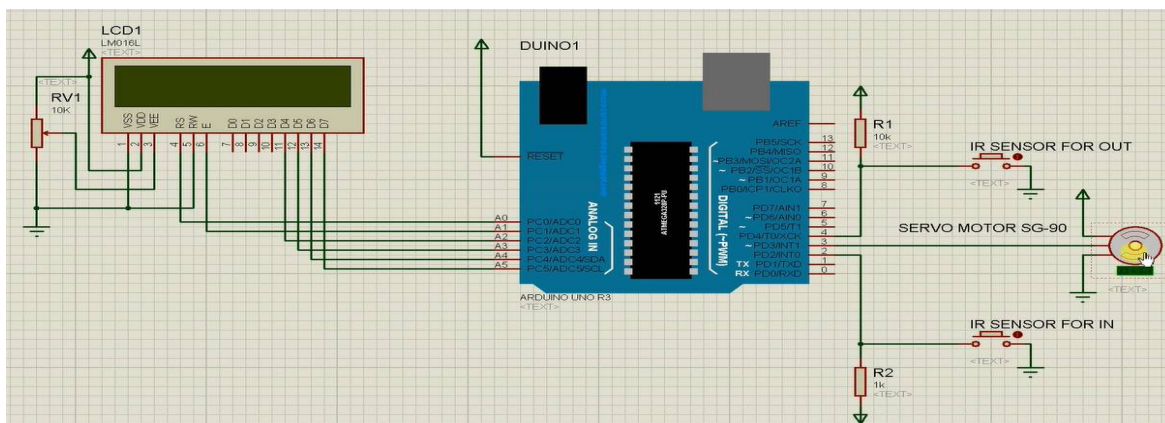 LCD1
LM016L
<TEXT>
<TEXT>
RV1
10K
VSS VDD VEE RS RW E D0 D1 D2 D3 D4 D5 D6 D7
1 2 3 4 5 6 7 8 9 10 11 12 13 14
DUINO1
RESET
AREF
PB5/SCK 13
PB4/MISO 12
~PB3/MOSI/OC2A 11
~ PB2/SS/OC1B 10
~ PB1/OC1A 9
PB0/ICP1/CLKO 8
1121
ATMEGA328P-PU
ANALOG IN
DIGITAL (~PWM)
A0 PC0/ADC0
A1 PC1/ADC1
A2 PC2/ADC2
A3 PC3/ADC3
A4 PC4/ADC4/SDA
A5 PC5/ADC5/SCL
PD7/AIN1 7
~ PD6/AIN0 6
~ PD5/T1 5
PD4/T0/XCK 4
~ PD3/INT1 3
PD2/INT0 2
TX PD1/TXD 1
RX PD0/RXD 0
ARDUINO UNO R3
<TEXT>
R1
10k
<TEXT>
IR SENSOR FOR OUT
<TEXT>
SERVO MOTOR SG-90
<TEXT>
IR SENSOR FOR IN
<TEXT>
R2
1k
<TEXT>